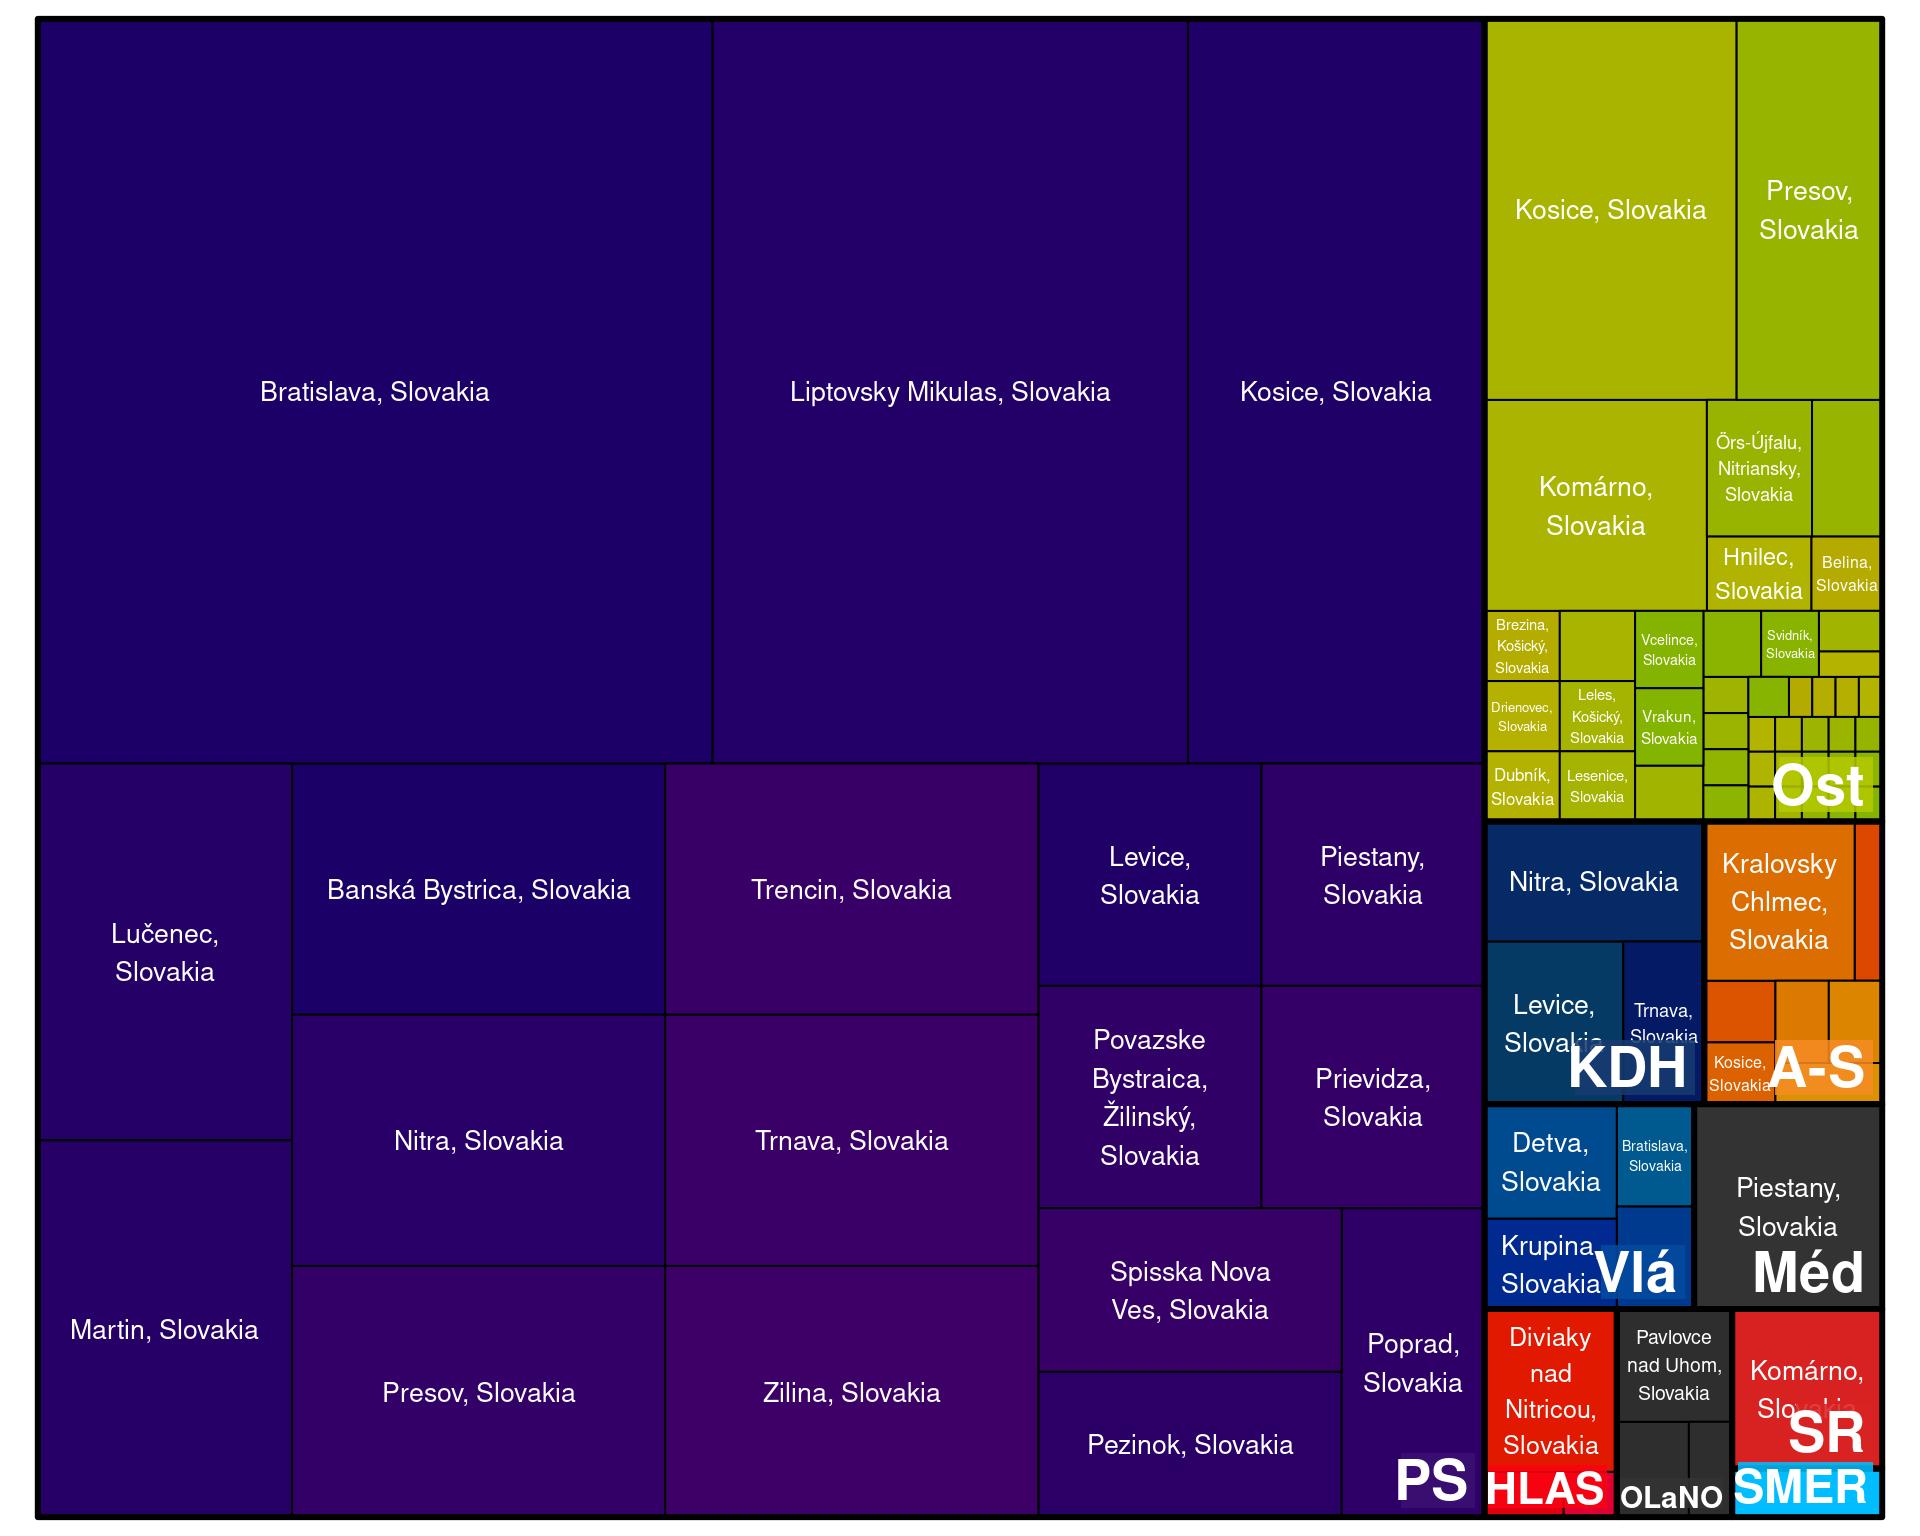 Bratislava, Slovakia
Liptovsky Mikulas, Slovakia
Kosice, Slovakia
Lučenec,
Slovakia
Martin, Slovakia
Banská Bystrica, Slovakia
Nitra, Slovakia
Presov, Slovakia
Trencin, Slovakia
Trnava, Slovakia
Zilina, Slovakia
Levice,
Slovakia
Piestany,
Slovakia
Povazske
Bystraica,
Žilinský,
Slovakia
Prievidza,
Slovakia
Spisska Nova
Ves, Slovakia
Pezinok, Slovakia
Poprad,
Slovakia
PS
Kosice, Slovakia
Presov,
Slovakia
Komárno,
Slovakia
Örs-Újfalu,
Nitriansky,
Slovakia
Hnilec,
Slovakia
Belina,
Slovakia
Brezina,
Košický,
Slovakia
Drienovec,
Slovakia
Dubník,
Slovakia
Leles,
Košický,
Slovakia
Lesenice,
Slovakia
Vcelince,
Slovakia
Vrakun,
Slovakia
Svidník,
Slovakia
Ost
Nitra, Slovakia
Levice,
Slovakia
Trnava,
Slovakia
KDH
Kralovsky
Chlmec,
Slovakia
Kosice,
Slovakia
A-S
Detva,
Slovakia
Bratislava,
Slovakia
Krupina,
Slovakia
Vlá
Piestany,
Slovakia
Méd
Diviaky
nad
Nitricou,
Slovakia
HLAS
Pavlovce
nad Uhom,
Slovakia
OLaNO
Komárno,
Slovakia
SR
SMER